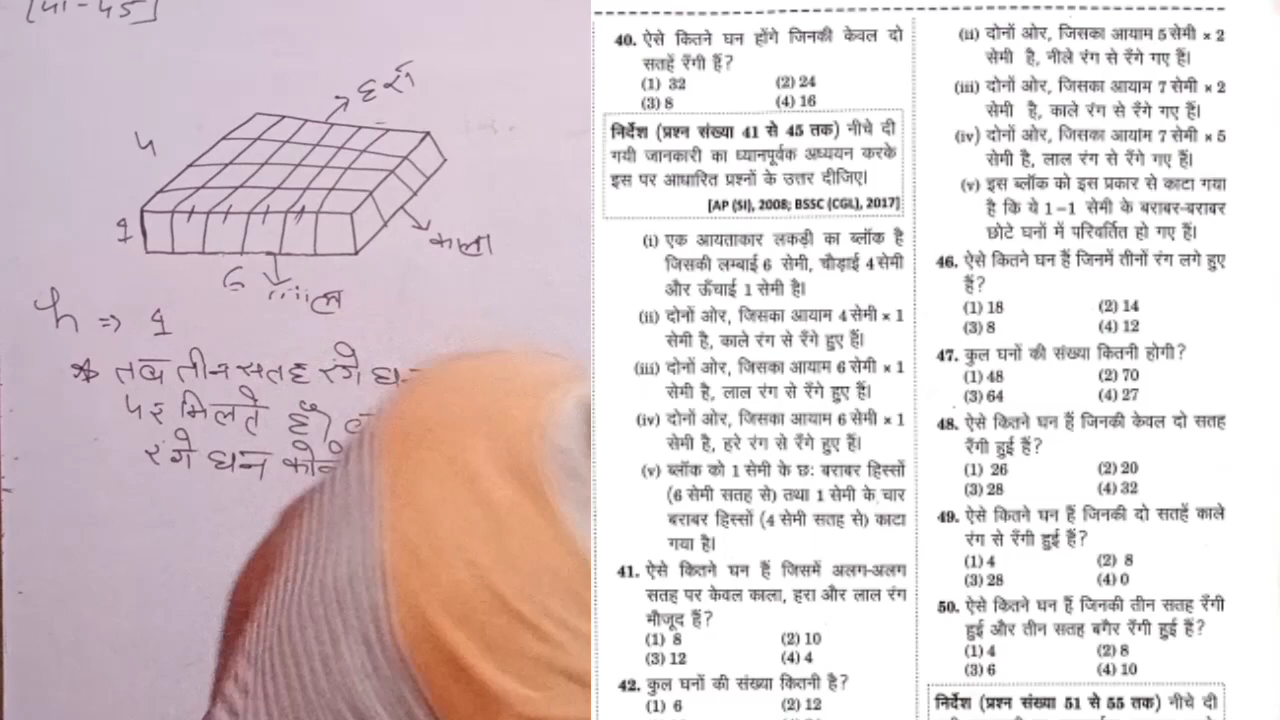 हरा
4
1
काला
6
h ⇒ 1
* तब तीन सतह रंगे
4इ मिलते हैं
रंगे घन
40. ऐसे कितने घन होंगे जिनकी केवल दो
सतहें रँगी हैं?
(1) 32 (2) 24
(3) 8 (4) 16
निर्देश (प्रश्न संख्या 41 से 45 तक) नीचे दी
गयी जानकारी का ध्यानपूर्वक अध्ययन करके
इस पर आधारित प्रश्नों के उत्तर दीजिए।
[AP (SI), 2008; BSSC (CGL), 2017]
(i) एक आयताकार लकड़ी का ब्लॉक है
जिसकी लम्बाई 6 सेमी, चौड़ाई 4 सेमी
और ऊँचाई 1 सेमी है।
(ii) दोनों ओर, जिसका आयाम 4 सेमी × 1
सेमी है, काले रंग से रँगे हुए हैं।
(iii) दोनों ओर, जिसका आयाम 6 सेमी × 1
सेमी है, लाल रंग से रँगे हुए हैं।
(iv) दोनों ओर, जिसका आयाम 6 सेमी × 1
सेमी है, हरे रंग से रँगे हुए हैं।
(v) ब्लॉक को 1 सेमी के छः बराबर हिस्सों
(6 सेमी सतह से) तथा 1 सेमी के चार
बराबर हिस्सों (4 सेमी सतह से) काटा
गया है।
41. ऐसे कितने घन हैं जिसमें अलग-अलग
सतह पर केवल काला, हरा और लाल रंग
मौजूद हैं?
(1) 8 (2) 10
(3) 12 (4) 4
42. कुल घनों की संख्या कितनी है?
(1) 6 (2) 12
(ii) दोनों ओर, जिसका आयाम 5 सेमी × 2
सेमी है, नीले रंग से रँगे गए हैं।
(iii) दोनों ओर, जिसका आयाम 7 सेमी × 2
सेमी है, काले रंग से रँगे गए हैं।
(iv) दोनों ओर, जिसका आयाम 7 सेमी × 5
सेमी है, लाल रंग से रँगे गए हैं।
(v) इस ब्लॉक को इस प्रकार से काटा गया
है कि ये 1–1 सेमी के बराबर-बराबर
छोटे घनों में परिवर्तित हो गए हैं।
46. ऐसे कितने घन हैं जिनमें तीनों रंग लगे हुए
हैं?
(1) 18 (2) 14
(3) 8 (4) 12
47. कुल घनों की संख्या कितनी होगी?
(1) 48 (2) 70
(3) 64 (4) 27
48. ऐसे कितने घन हैं जिनकी केवल दो सतह
रँगी हुई हैं?
(1) 26 (2) 20
(3) 28 (4) 32
49. ऐसे कितने घन हैं जिनकी दो सतहें काले
रंग से रँगी हुई हैं?
(1) 4 (2) 8
(3) 28 (4) 0
50. ऐसे कितने घन हैं जिनकी तीन सतह रँगी
हुई और तीन सतह बगैर रँगी हुई हैं?
(1) 4 (2) 8
(3) 6 (4) 10
निर्देश (प्रश्न संख्या 51 से 55 तक) नीचे दी